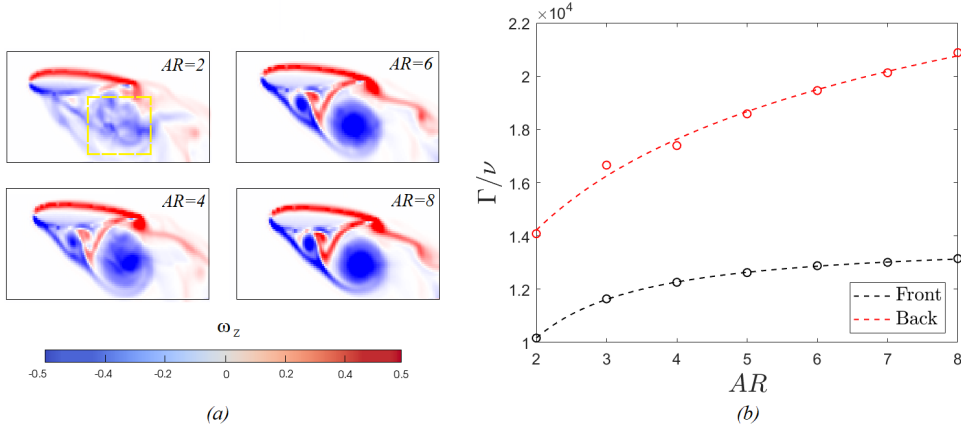 (a)
AR=2
AR=6
AR=4
AR=8
ω_z
-0.5
-0.4
-0.2
0
0.2
0.4
0.5
(a)
(b)
×10⁴
2.2
2
1.8
1.6
1.4
1.2
1
Γ/ν
2
3
4
5
6
7
8
AR
Front
Back
(b)